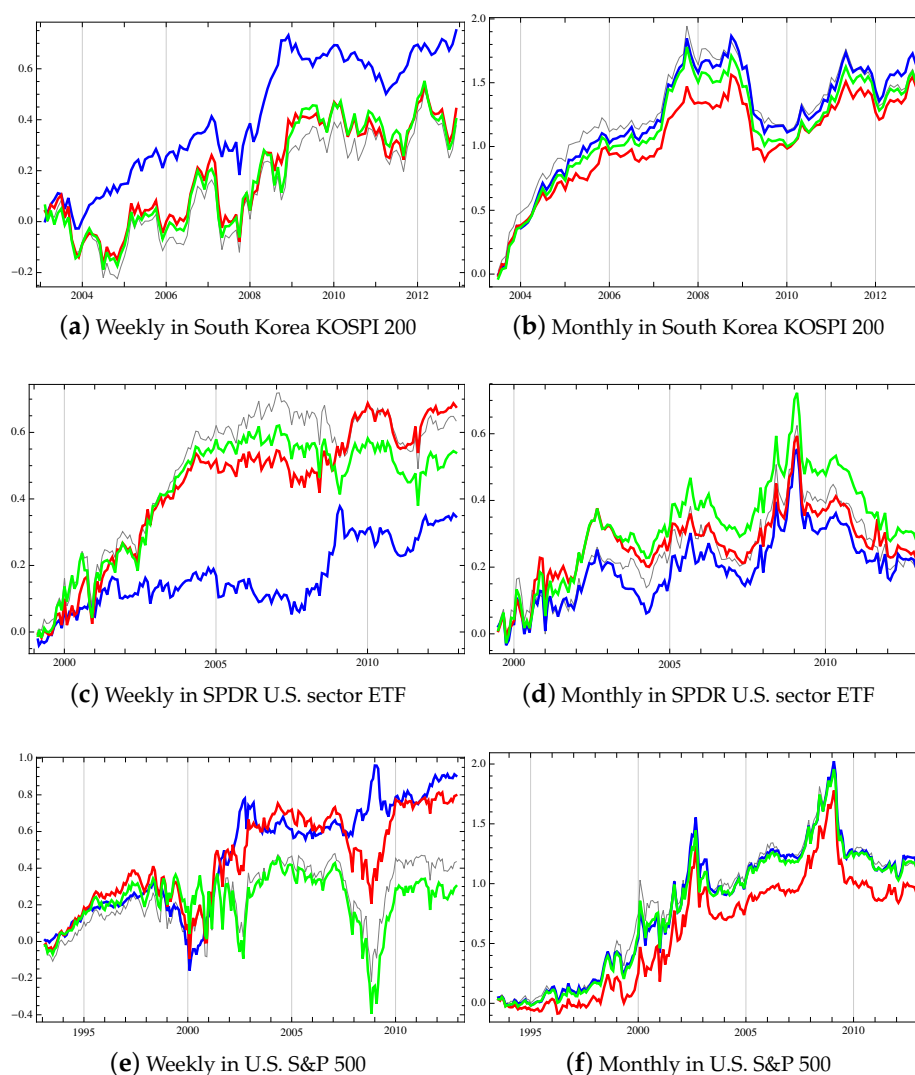 0.8
0.6
0.4
0.2
0.0
−0.2
2004 2006 2008 2010 2012
(a) Weekly in South Korea KOSPI 200
2.0
1.5
1.0
0.5
0.0
2004 2006 2008 2010 2012
(b) Monthly in South Korea KOSPI 200
0.6
0.4
0.2
0.0
2000 2005 2010
(c) Weekly in SPDR U.S. sector ETF
0.6
0.4
0.2
0.0
2000 2005 2010
(d) Monthly in SPDR U.S. sector ETF
1.0
0.8
0.6
0.4
0.2
0.0
−0.2
−0.4
1995 2000 2005 2010
(e) Weekly in U.S. S&P 500
2.0
1.5
1.0
0.5
0.0
1995 2000 2005 2010
(f) Monthly in U.S. S&P 500